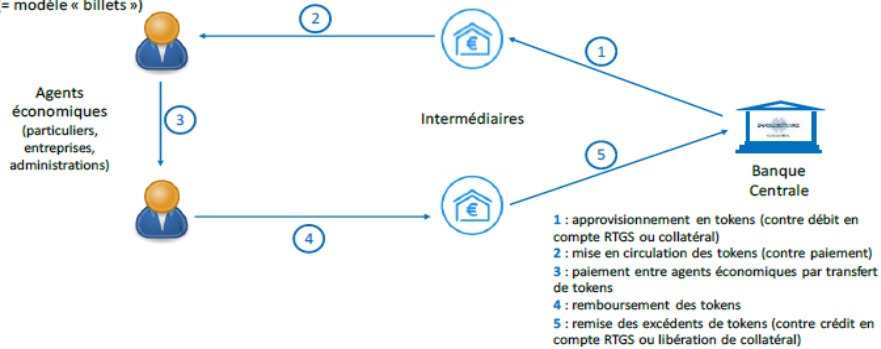 = modèle « billets »)
2
1
Agents
économiques
(particuliers,
entreprises,
administrations)
3
Intermédiaires
5
Banque
Centrale
4
1 : approvisionnement en tokens (contre débit en
compte RTGS ou collatéral)
2 : mise en circulation des tokens (contre paiement)
3 : paiement entre agents économiques par transfert
de tokens
4 : remboursement des tokens
5 : remise des excédents de tokens (contre crédit en
compte RTGS ou libération de collatéral)